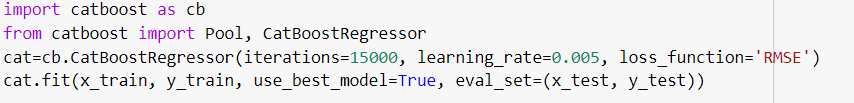 import catboost as cb
from catboost import Pool, CatBoostRegressor
cat=cb.CatBoostRegressor(iterations=15000, learning_rate=0.005, loss_function='RMSE')
cat.fit(x_train, y_train, use_best_model=True, eval_set=(x_test, y_test))